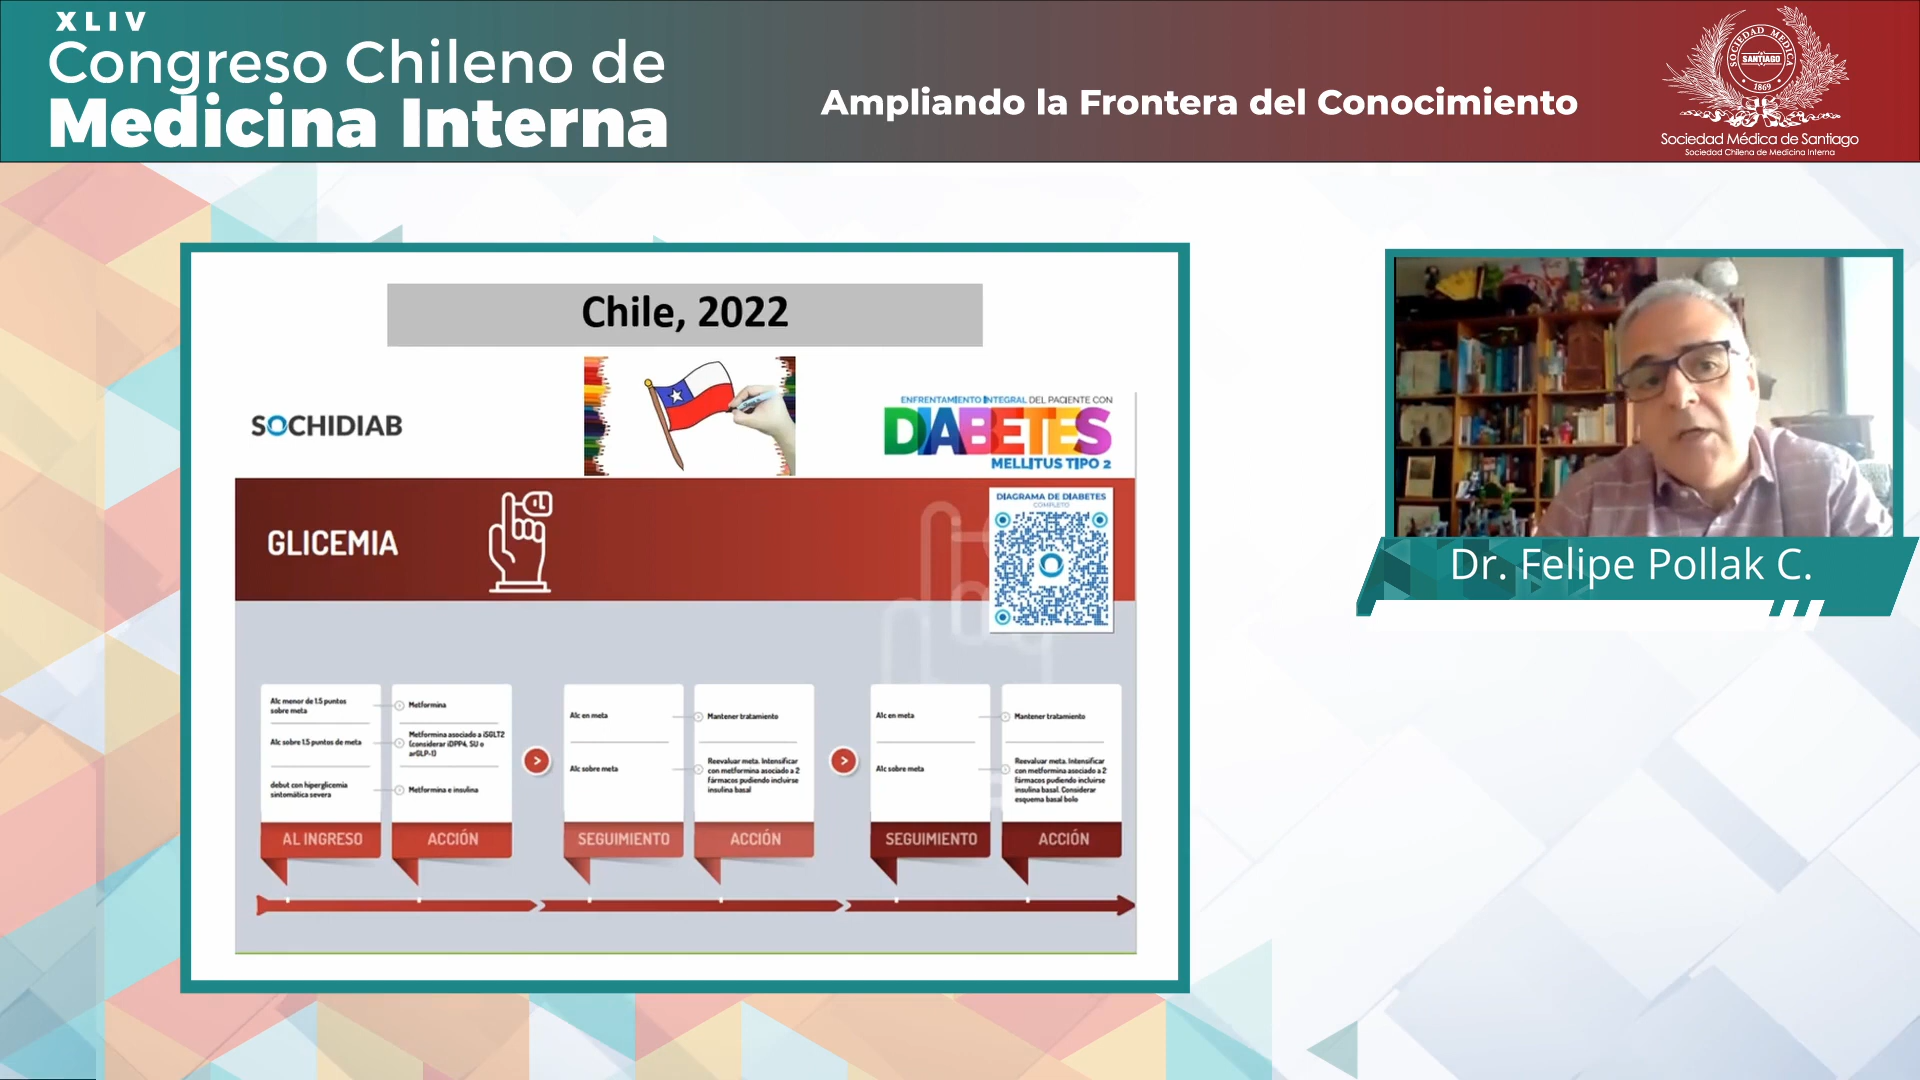 XLIV
Congreso Chileno de
Medicina Interna
Ampliando la Frontera del Conocimiento
SOCIEDAD MEDICA
SANTIAGO
1869
Sociedad Médica de Santiago
Sociedad Chilena de Medicina Interna
Chile, 2022
SOCHIDIAB
ENFRENTAMIENTO INTEGRAL DEL PACIENTE CON
DIABETES
MELLITUS TIPO 2
GLICEMIA
DIAGRAMA DE DIABETES
COMPLETO
A1c menor de 1.5 puntos
sobre meta
A1c sobre 1.5 puntos de meta
debut con hiperglicemia
sintomática severa
AL INGRESO
Metformina
Metformina asociado a iSGLT2
(considerar iDPP4, SU o
arGLP-1)
Metformina e insulina
ACCIÓN
A1c en meta
A1c sobre meta
SEGUIMIENTO
Mantener tratamiento
Reevaluar meta. Intensificar
con metformina asociado a 2
fármacos pudiendo incluirse
insulina basal
ACCIÓN
A1c en meta
A1c sobre meta
SEGUIMIENTO
Mantener tratamiento
Reevaluar meta. Intensificar
con metformina asociado a 2
fármacos pudiendo incluirse
insulina basal. Considerar
esquema basal bolo
ACCIÓN
Dr. Felipe Pollak C.